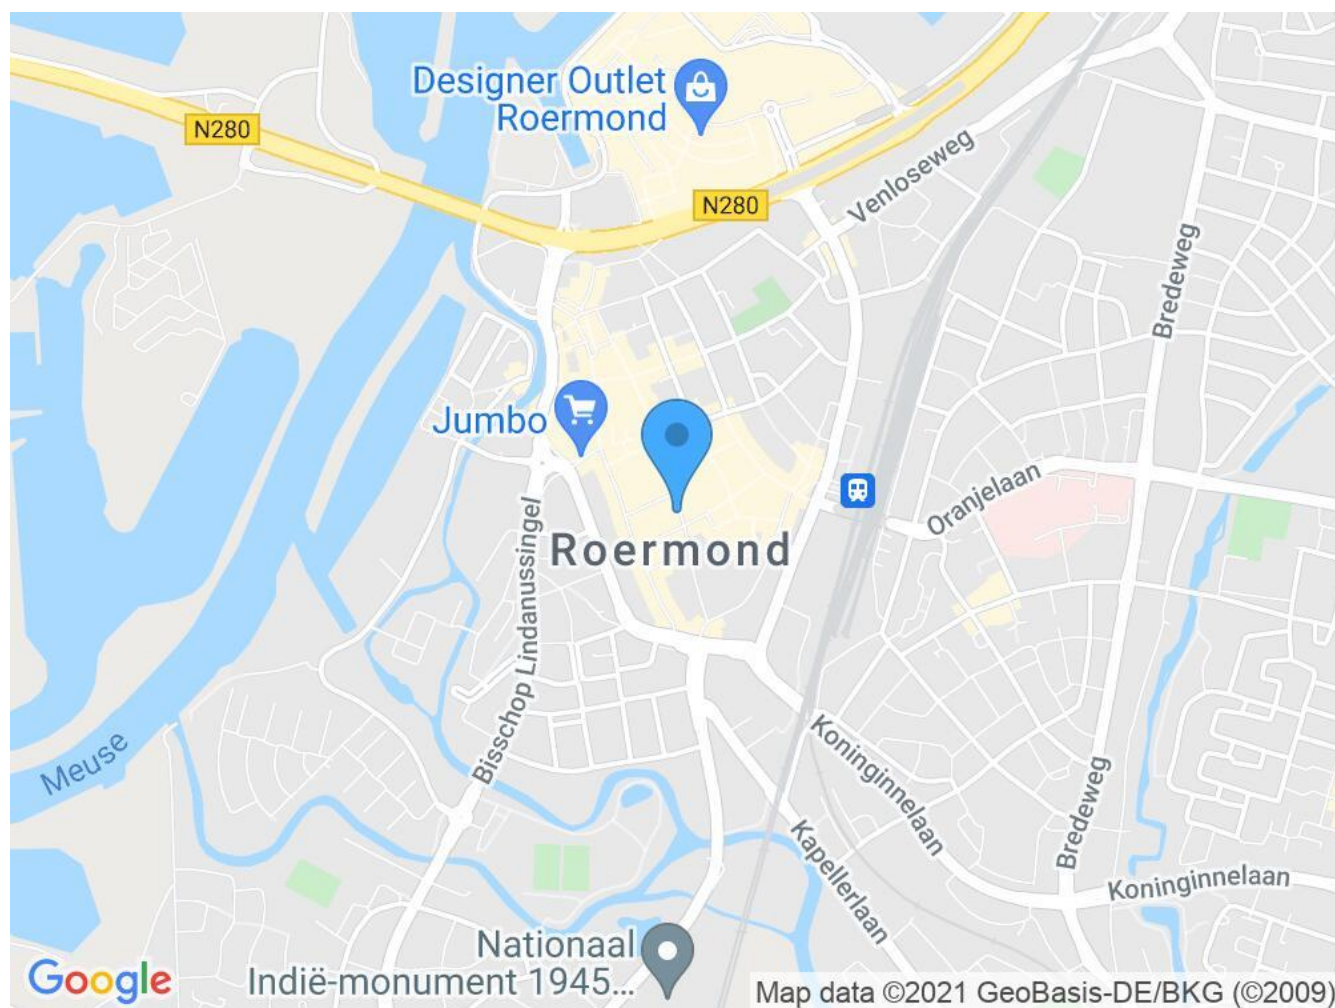 Designer Outlet
Roermond
N280
N280
Venloseweg
Bredeweg
Jumbo
Oranjelaan
Roermond
Bisschop Lindanussingel
Meuse
Koninginnelaan
Bredeweg
Kapellerlaan
Koninginnelaan
Nationaal
Indië-monument 1945...
Google
Map data ©2021 GeoBasis-DE/BKG (©2009)